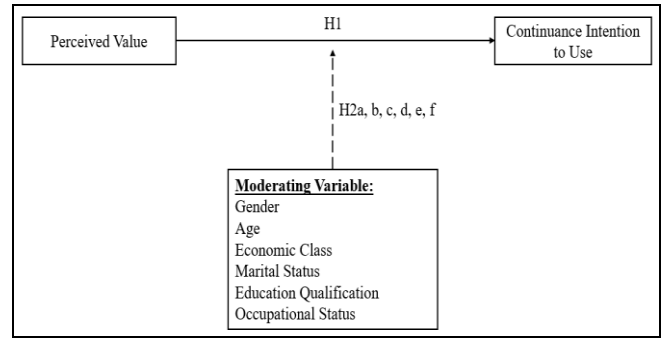 H1
Perceived Value
Continuance Intention
to Use
H2a, b, c, d, e, f
Moderating Variable:
Gender
Age
Economic Class
Marital Status
Education Qualification
Occupational Status